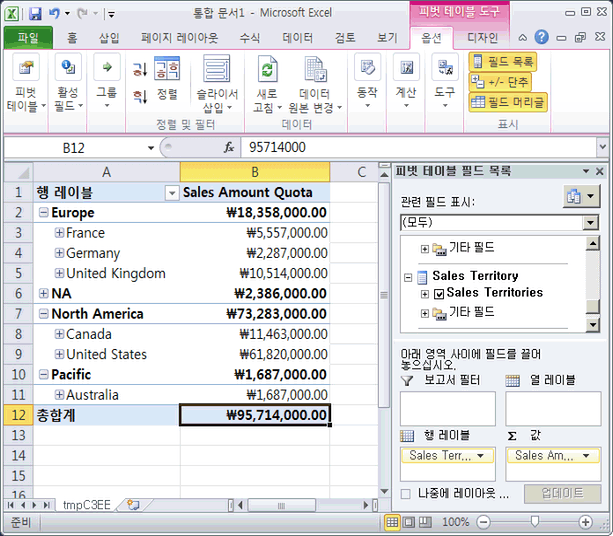 통합 문서1 - Microsoft Excel
피벗 테이블 도구
파일 홈 삽입 페이지 레이아웃 수식 데이터 검토 보기 옵션 디자인
피벗 테이블
활성 필드
그룹
정렬
슬라이서 삽입
새로 고침
데이터 원본 변경
동작
계산
도구
필드 목록
+/- 단추
필드 머리글
정렬 및 필터 데이터 표시
B12 fx 95714000
A B C
1 행 레이블 Sales Amount Quota
2 Europe ₩18,358,000.00
3 France ₩5,557,000.00
4 Germany ₩2,287,000.00
5 United Kingdom ₩10,514,000.00
6 NA ₩2,386,000.00
7 North America ₩73,283,000.00
8 Canada ₩11,463,000.00
9 United States ₩61,820,000.00
10 Pacific ₩1,687,000.00
11 Australia ₩1,687,000.00
12 총합계 ₩95,714,000.00
13
14
15
16
tmpC3EE
피벗 테이블 필드 목록
관련 필드 표시:
(모두)
기타 필드
Sales Territory
Sales Territories
기타 필드
아래 영역 사이에 필드를 끌어
놓으십시오.
보고서 필터 열 레이블
행 레이블 Σ 값
Sales Terr... Sales Am...
나중에 레이아웃 ... 업데이트
준비 100%